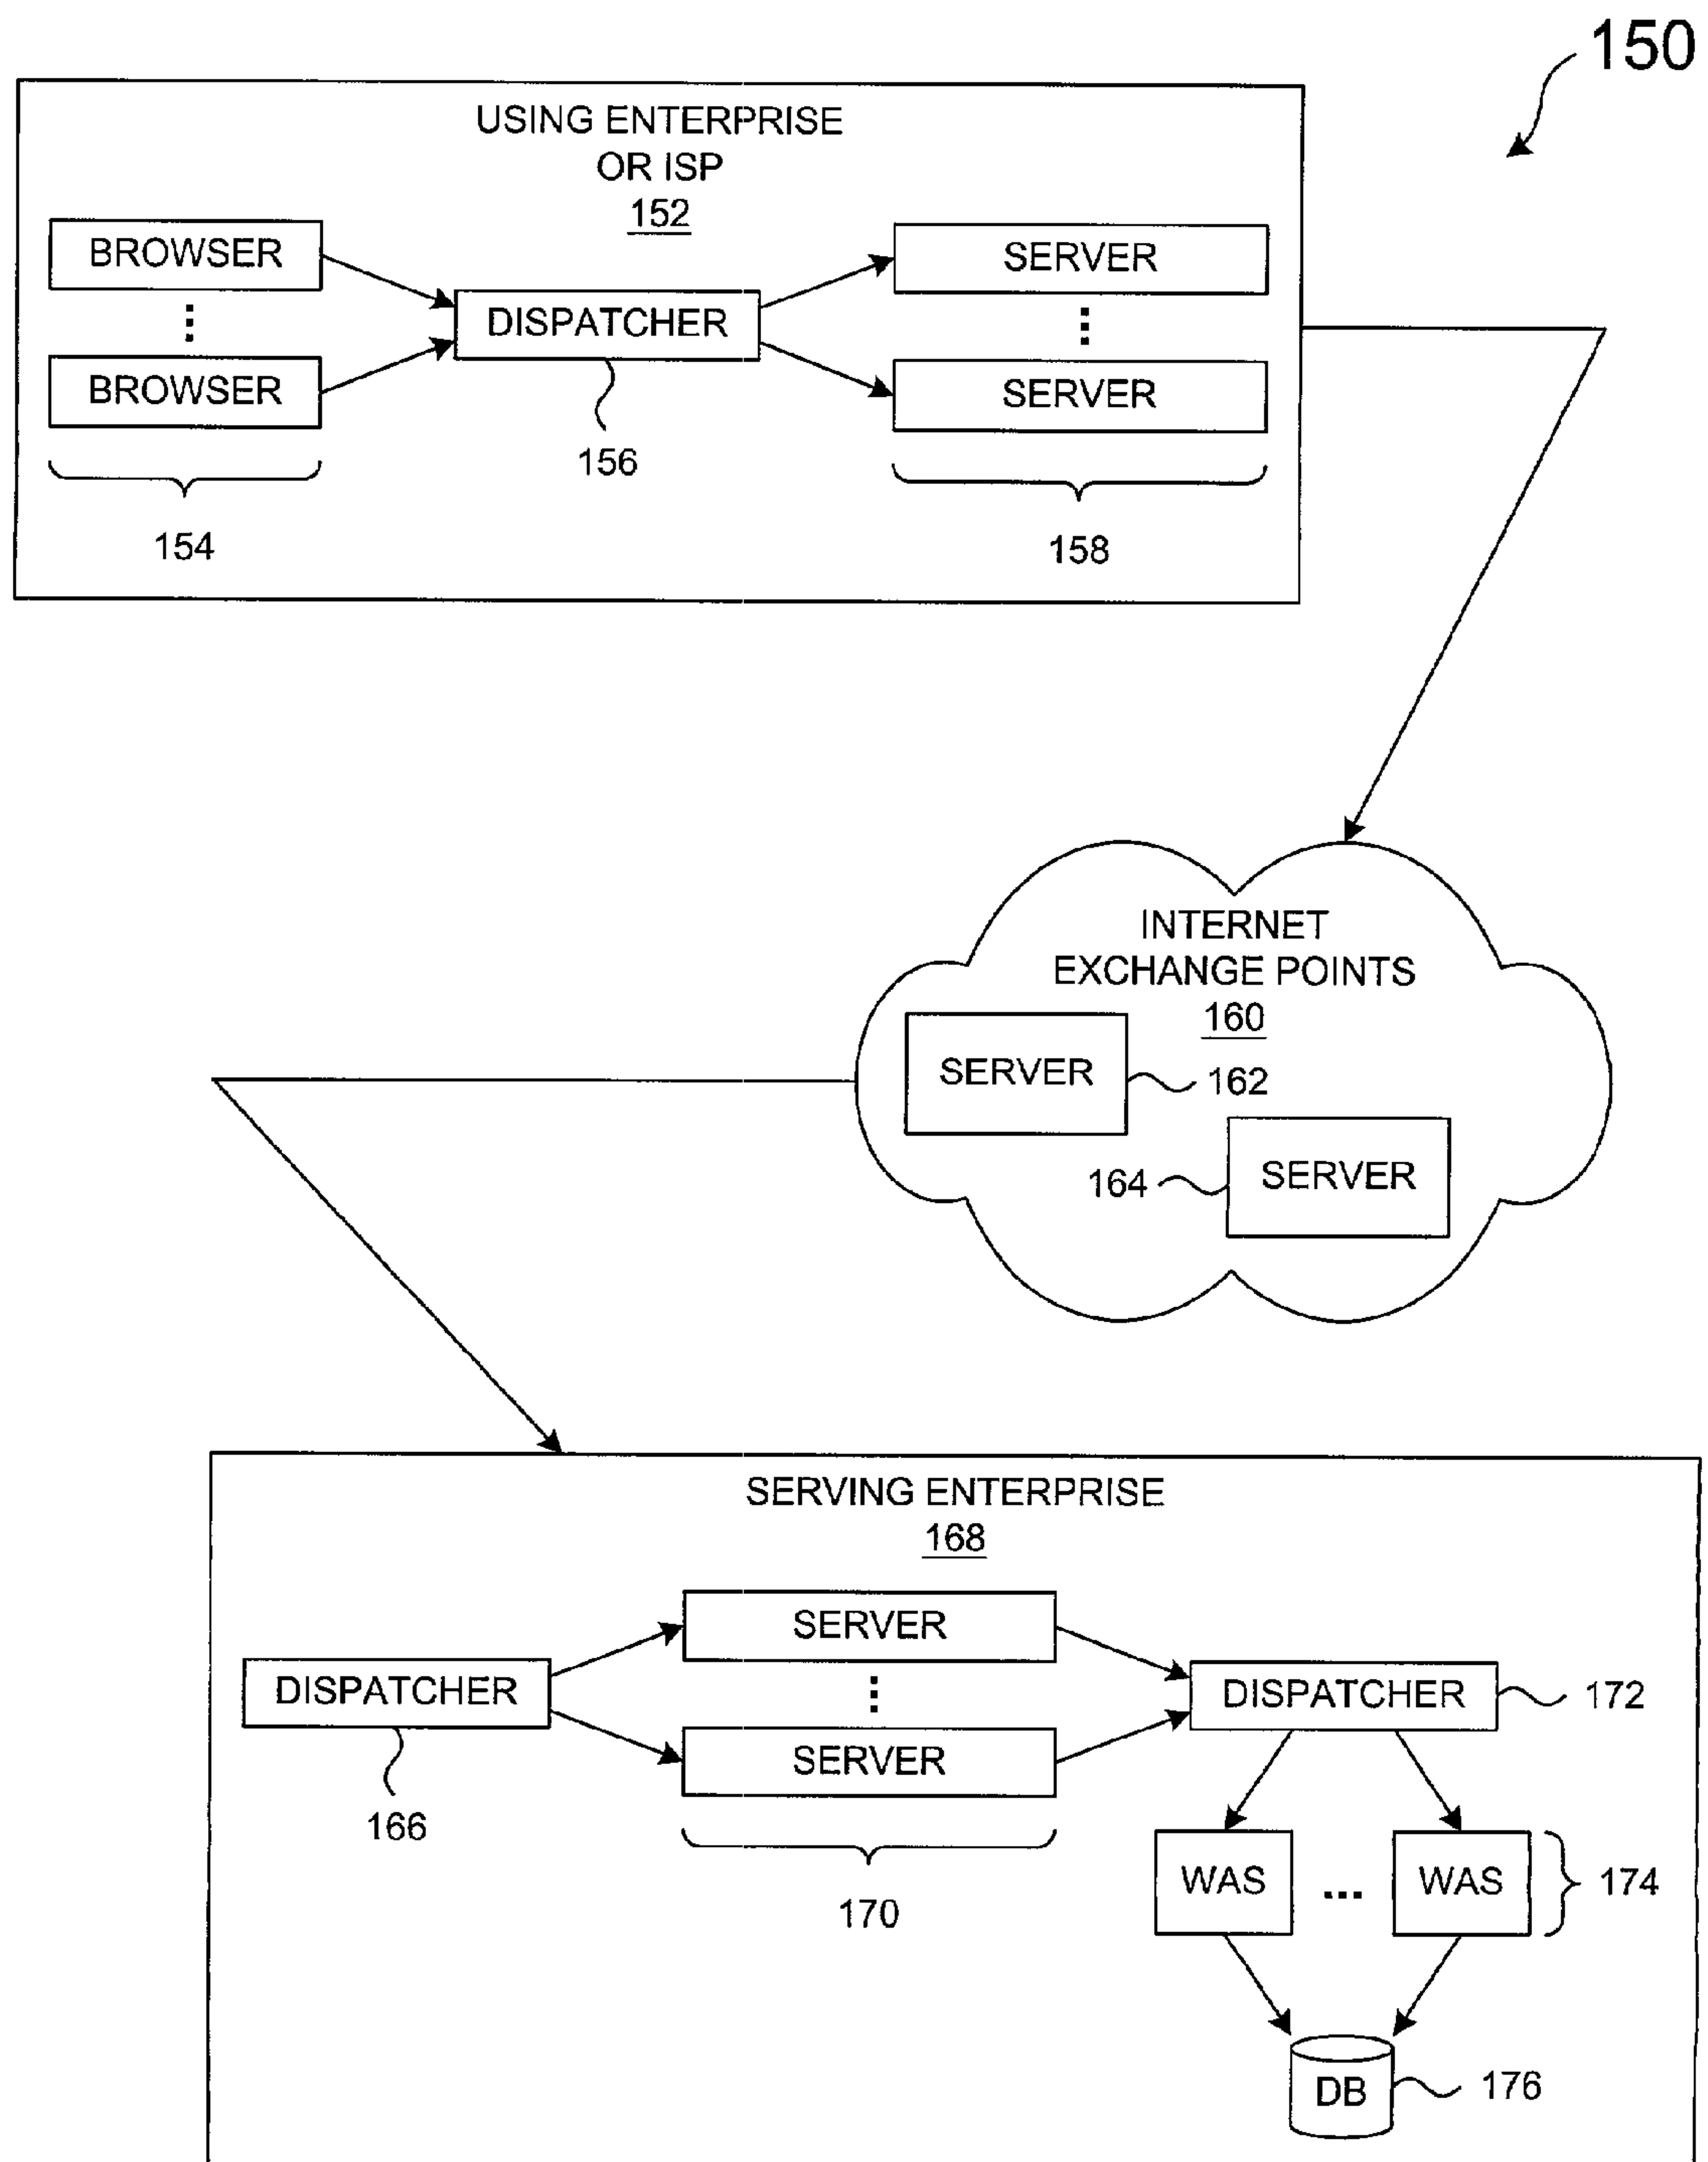 150
USING ENTERPRISE
OR ISP
152
BROWSER
SERVER
DISPATCHER
BROWSER
SERVER
156
154
158
INTERNET
EXCHANGE POINTS
160
SERVER
162
164
SERVER
SERVING ENTERPRISE
168
SERVER
DISPATCHER
DISPATCHER
172
SERVER
166
170
WAS
...
WAS
174
DB
176